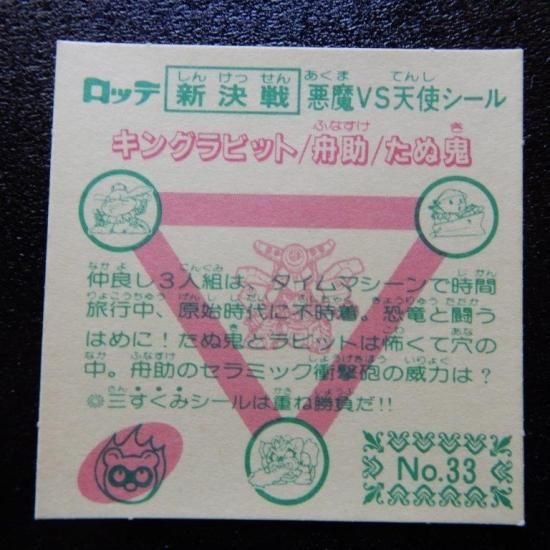 しん けっ せん
あくま てんし
ロッテ 新決戦 悪魔VS天使シール
ふなすけ き
キングラビット/舟助/たぬ鬼
なかよ にんぐみ じかん
仲良し3人組は、タイムマシーンで時間
りょこうちゅう げんしじだい ふじちゃく きょうりゅう たたか
旅行中、原始時代に不時着。恐竜と闘う
き こわ あな
はめに!たぬ鬼とラビットは怖くて穴の
なか ふなすけ しょうげきほう いりょく
中。舟助のセラミック衝撃砲の威力は?
さん かさ しょうぶ
◎三すくみシールは重ね勝負だ!!
No.33